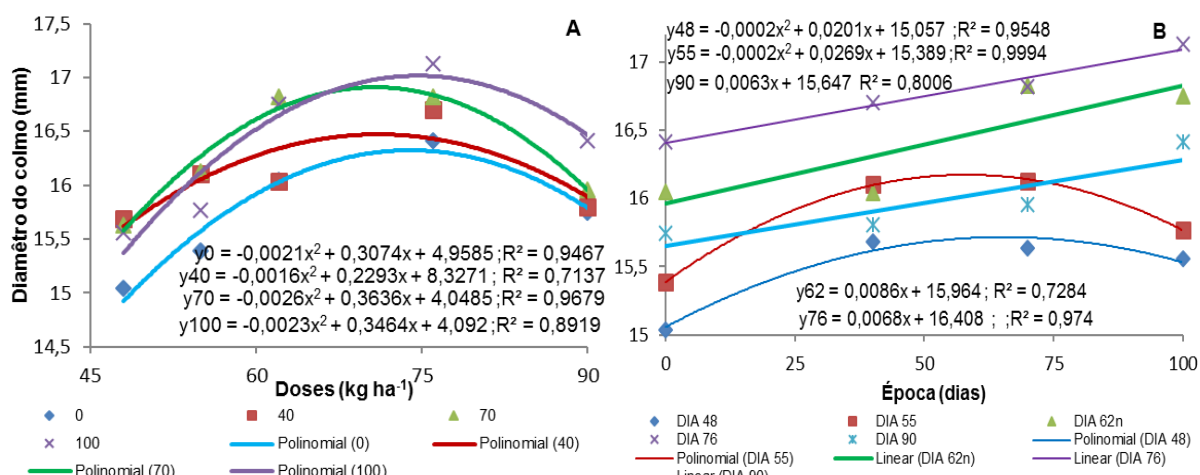 A
Diamêtro do colmo (mm)
17,5
17
16,5
16
15,5
15
14,5
y0 = -0,0021x² + 0,3074x + 4,9585 ;R² = 0,9467
y40 = -0,0016x² + 0,2293x + 8,3271 ; R² = 0,7137
y70 = -0,0026x² + 0,3636x + 4,0485 ;R² = 0,9679
y100 = -0,0023x² + 0,3464x + 4,092 ;R² = 0,8919
45 60 75 90
Doses (kg ha⁻¹)
0 40 70
100 Polinomial (0) Polinomial (40)
Polinomial (70) Polinomial (100)
B
y48 = -0,0002x² + 0,0201x + 15,057 ;R² = 0,9548
y55 = -0,0002x² + 0,0269x + 15,389 ;R² = 0,9994
y90 = 0,0063x + 15,647 R² = 0,8006
17
16,5
16
15,5
15
y62 = 0,0086x + 15,964 ; R² = 0,7284
y76 = 0,0068x + 16,408 ; ;R² = 0,974
0 25 50 75 100
Época (dias)
DIA 48 DIA 55 DIA 62n
DIA 76 DIA 90 Polinomial (DIA 48)
Polinomial (DIA 55) Linear (DIA 62n) Linear (DIA 76)
Linear (DIA 90)